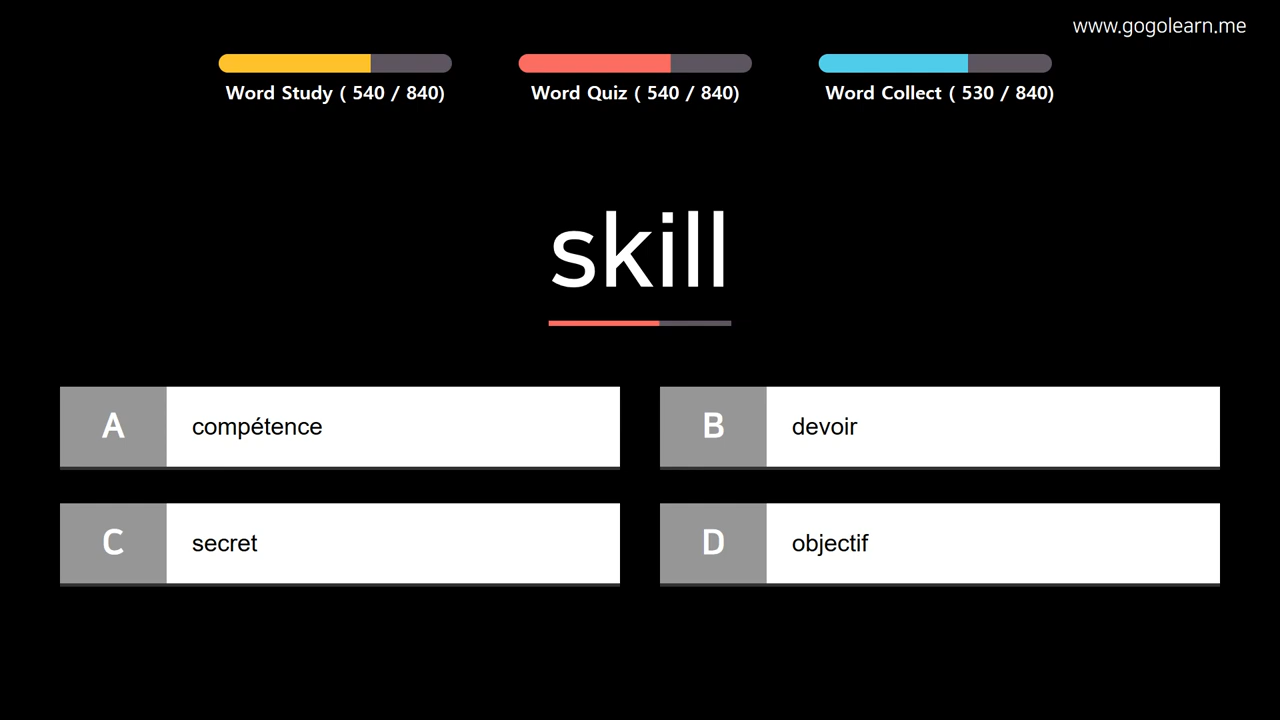 www.gogolearn.me
Word Study ( 540 / 840)
Word Quiz ( 540 / 840)
Word Collect ( 530 / 840)
skill
A compétence
B devoir
C secret
D objectif